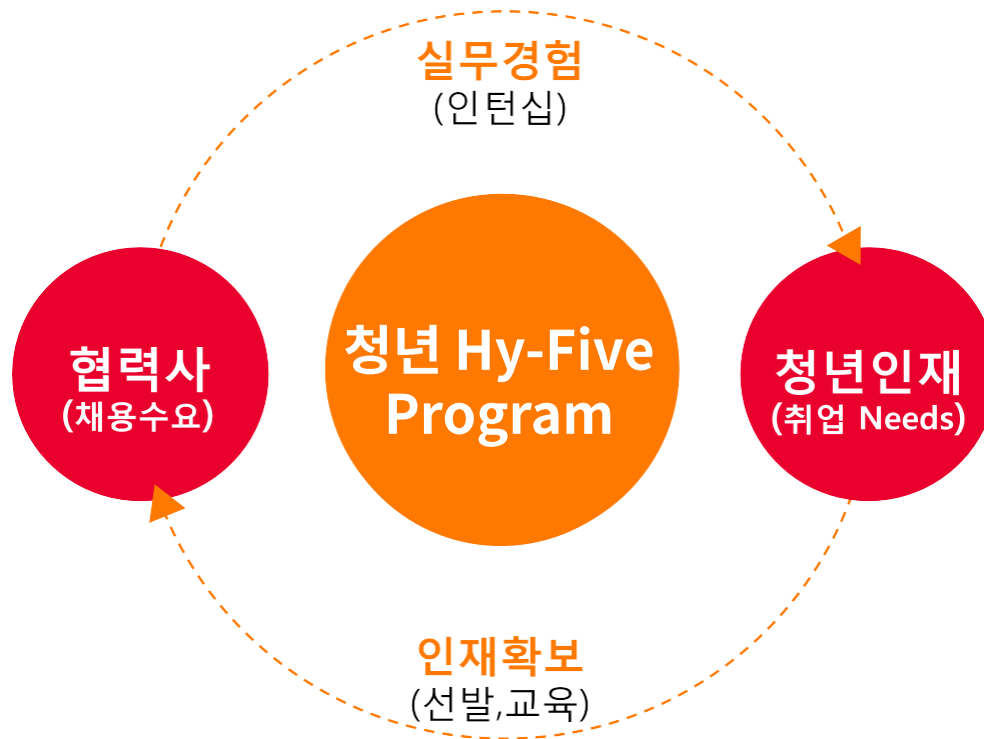 실무경험
(인턴십)
협력사
(채용수요)
청년 Hy-Five
Program
청년인재
(취업 Needs)
인재확보
(선발,교육)